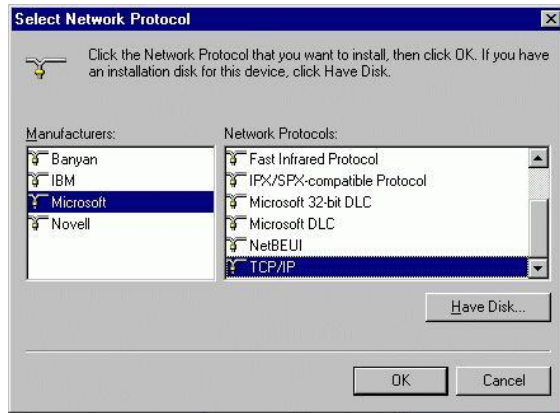 Select Network Protocol
Click the Network Protocol that you want to install, then click OK. If you have
an installation disk for this device, click Have Disk.
Manufacturers:
Banyan
IBM
Microsoft
Novell
Network Protocols:
Fast Infrared Protocol
IPX/SPX-compatible Protocol
Microsoft 32-bit DLC
Microsoft DLC
NetBEUI
TCP/IP
Have Disk...
OK
Cancel